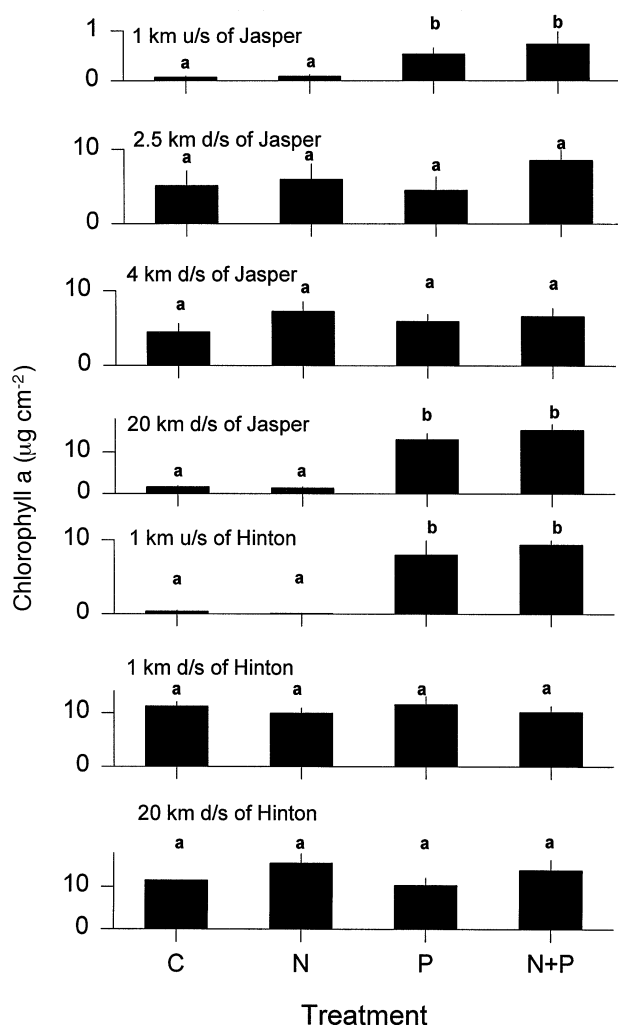 1 km u/s of Jasper
1
0
a a b b
2.5 km d/s of Jasper
10
0
a a a a
4 km d/s of Jasper
10
0
a a a a
20 km d/s of Jasper
10
0
a a b b
1 km u/s of Hinton
10
0
a a b b
1 km d/s of Hinton
10
0
a a a a
20 km d/s of Hinton
10
0
a a a a
C N P N+P
Treatment
Chlorophyll a (µg cm⁻²)